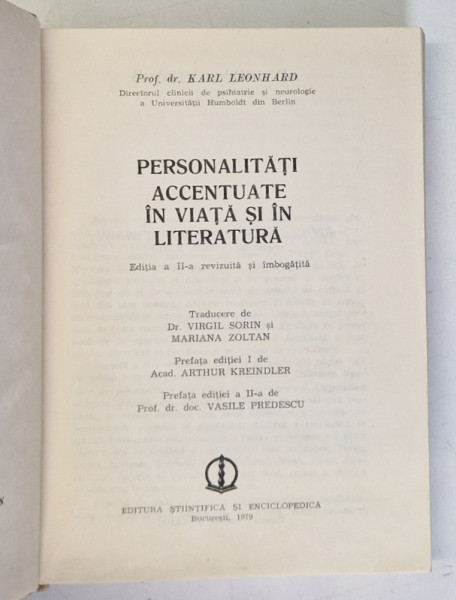 Prof. dr. KARL LEONHARD
Directorul clinicii de psihiatrie și neurologie
a Universității Humboldt din Berlin
PERSONALITĂȚI
ACCENTUATE
ÎN VIAȚĂ ȘI ÎN
LITERATURĂ
Ediția a II-a revizuită și îmbogățită
Traducere de
Dr. VIRGIL SORIN și
MARIANA ZOLTAN
Prefața ediției I de
Acad. ARTHUR KREINDLER
Prefața ediției a II-a de
Prof. dr. doc. VASILE PREDESCU
EDITURA ȘTIINȚIFICĂ ȘI ENCICLOPEDICĂ
București, 1979